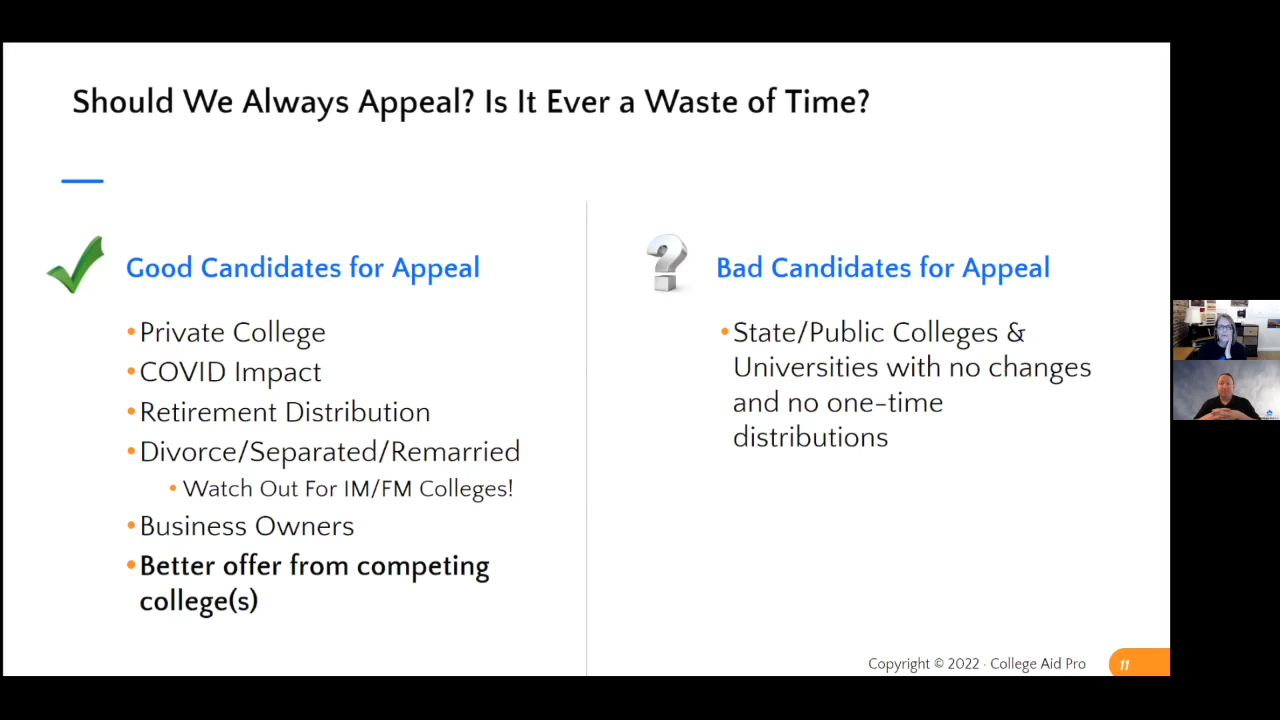 Should We Always Appeal? Is It Ever a Waste of Time?
Good Candidates for Appeal
•Private College
•COVID Impact
•Retirement Distribution
•Divorce/Separated/Remarried
•Watch Out For IM/FM Colleges!
•Business Owners
•Better offer from competing
college(s)
Bad Candidates for Appeal
•State/Public Colleges &
Universities with no changes
and no one-time
distributions
Copyright © 2022 · College Aid Pro
11